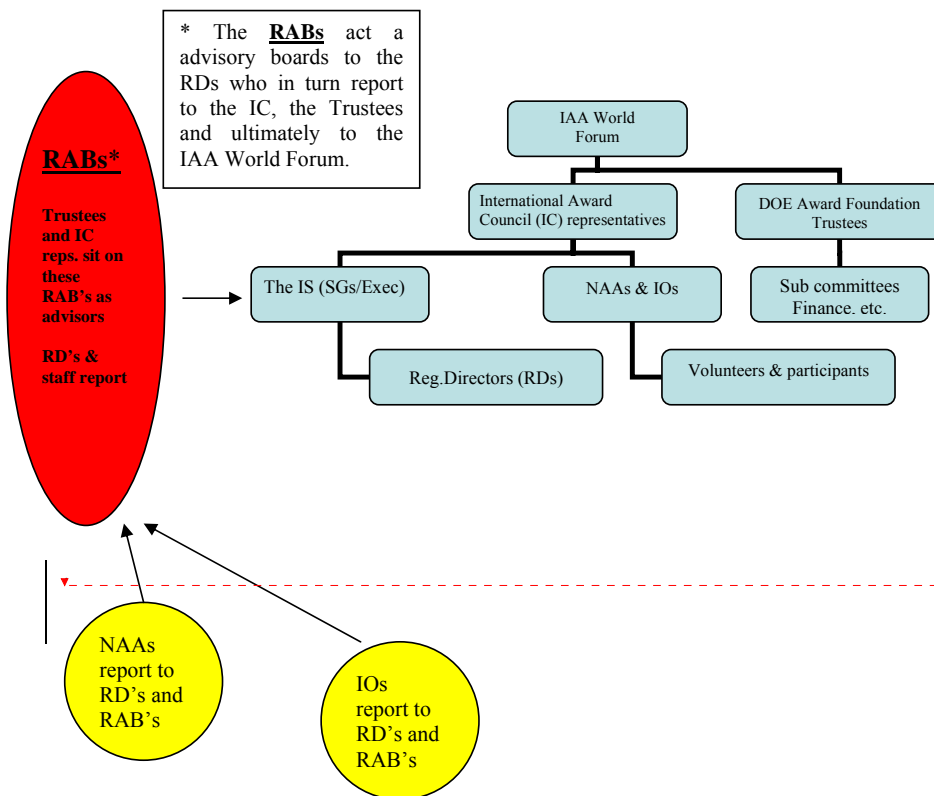 * The RABs act a
advisory boards to the
RDs who in turn report
to the IC, the Trustees
and ultimately to the
IAA World Forum.
RABs*
Trustees
and IC
reps. sit on
these
RAB's as
advisors
RD's &
staff report
IAA World
Forum
International Award
Council (IC) representatives
DOE Award Foundation
Trustees
The IS (SGs/Exec)
NAAs & IOs
Sub committees
Finance. etc.
Reg.Directors (RDs)
Volunteers & participants
NAAs
report to
RD's and
RAB's
IOs
report to
RD's and
RAB's